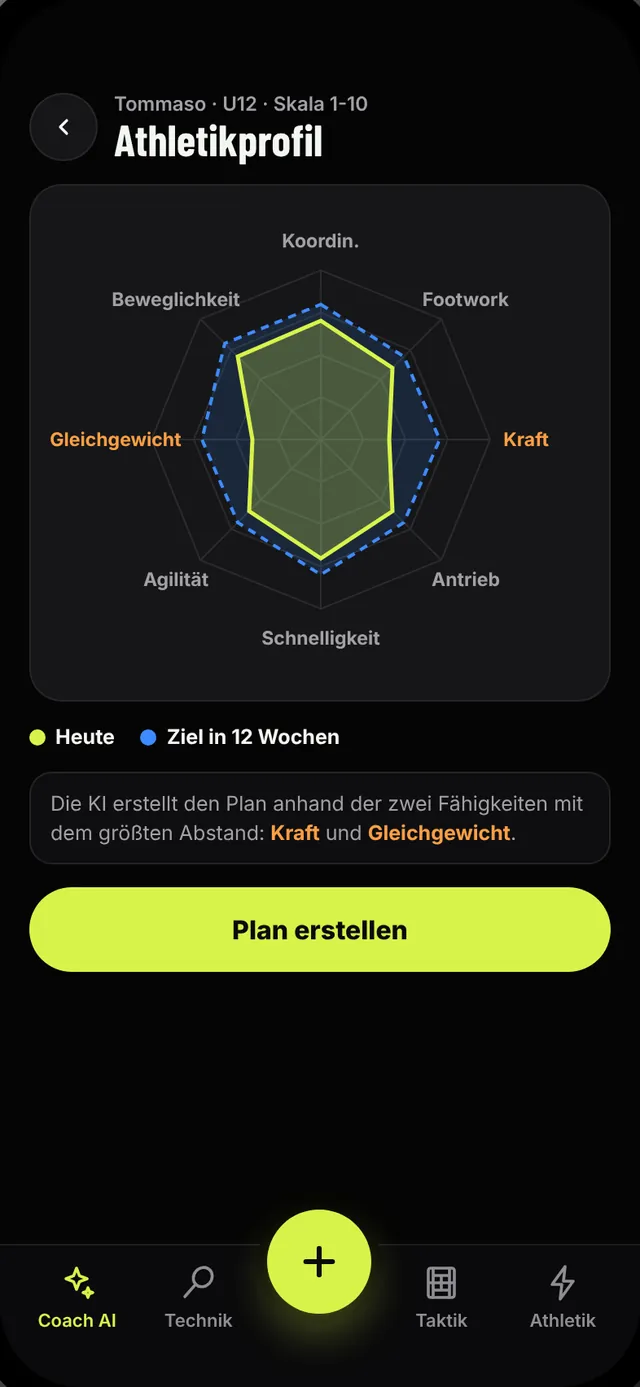 Tommaso · U12 · Skala 1-10
Athletikprofil
Koordin.
Beweglichkeit
Footwork
Gleichgewicht
Kraft
Agilität
Antrieb
Schnelligkeit
Heute
Ziel in 12 Wochen
Die KI erstellt den Plan anhand der zwei Fähigkeiten mit
dem größten Abstand: Kraft und Gleichgewicht.
Plan erstellen
Coach AI
Technik
Taktik
Athletik